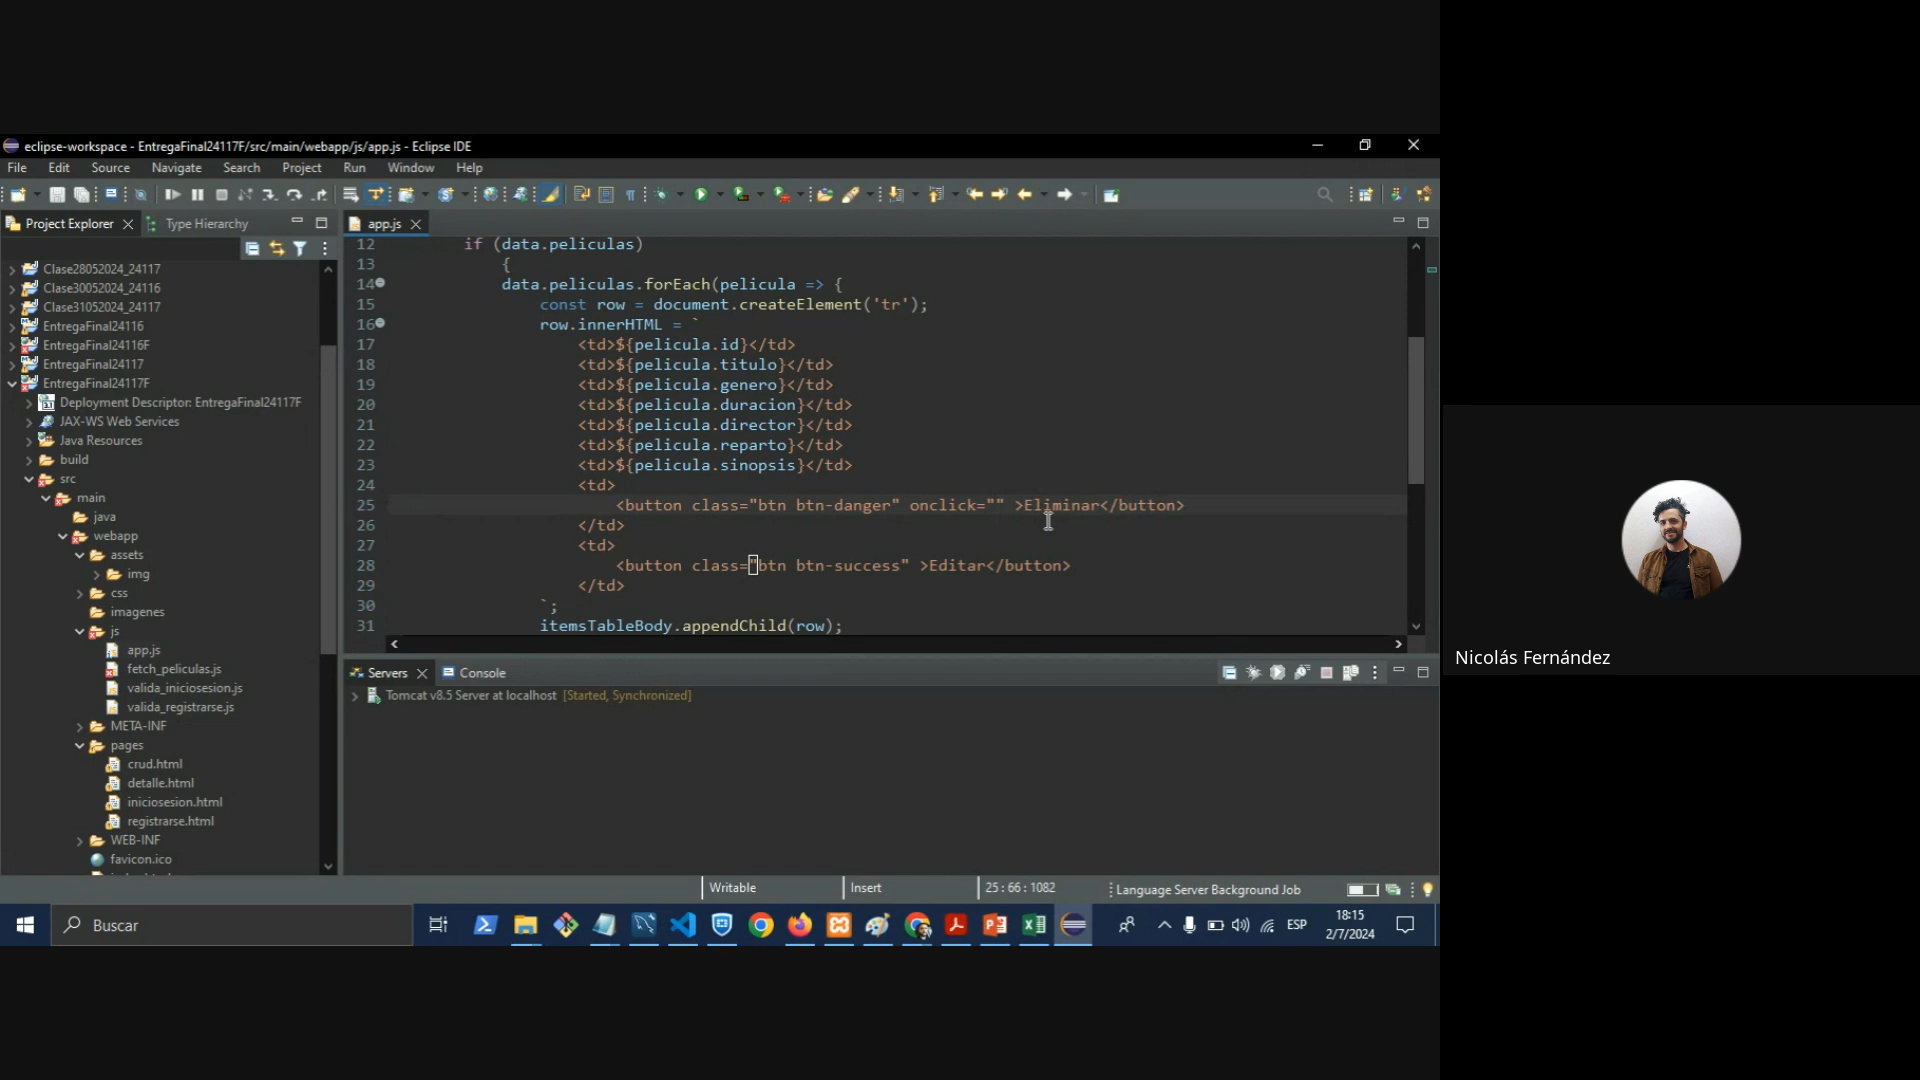 eclipse-workspace - EntregaFinal24117F/src/main/webapp/js/app.js - Eclipse IDE
File Edit Source Navigate Search Project Run Window Help
Project Explorer Type Hierarchy
app.js
Clase28052024_24117
Clase30052024_24116
Clase31052024_24117
EntregaFinal24116
EntregaFinal24116F
EntregaFinal24117
EntregaFinal24117F
Deployment Descriptor: EntregaFinal24117F
JAX-WS Web Services
Java Resources
build
src
main
java
webapp
assets
img
css
imagenes
js
app.js
fetch_peliculas.js
valida_iniciosesion.js
valida_registrarse.js
META-INF
pages
crud.html
detalle.html
iniciosesion.html
registrarse.html
WEB-INF
favicon.ico
12 if (data.peliculas)
13 {
14 data.peliculas.forEach(pelicula => {
15 const row = document.createElement('tr');
16 row.innerHTML = `
17 <td>${pelicula.id}</td>
18 <td>${pelicula.titulo}</td>
19 <td>${pelicula.genero}</td>
20 <td>${pelicula.duracion}</td>
21 <td>${pelicula.director}</td>
22 <td>${pelicula.reparto}</td>
23 <td>${pelicula.sinopsis}</td>
24 <td>
25 <button class="btn btn-danger" onclick="" >Eliminar</button>
26 </td>
27 <td>
28 <button class="btn btn-success" >Editar</button>
29 </td>
30 `;
31 itemsTableBody.appendChild(row);
Servers Console
Tomcat v8.5 Server at localhost [Started, Synchronized]
Writable Insert 25 : 66 : 1082 Language Server Background Job
Buscar
ESP
18:15
2/7/2024
Nicolás Fernández